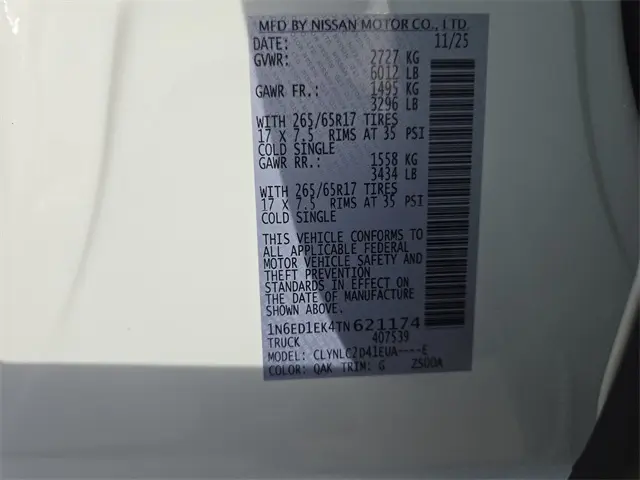 MFD BY NISSAN MOTOR CO., LTD.
DATE: 11/25
GVWR: 2727 KG
6012 LB
GAWR FR.: 1495 KG
3296 LB
WITH 265/65R17 TIRES
17 X 7.5 RIMS AT 35 PSI
COLD SINGLE
GAWR RR.: 1558 KG
3434 LB
WITH 265/65R17 TIRES
17 X 7.5 RIMS AT 35 PSI
COLD SINGLE
THIS VEHICLE CONFORMS TO
ALL APPLICABLE FEDERAL
MOTOR VEHICLE SAFETY AND
THEFT PREVENTION
STANDARDS IN EFFECT ON
THE DATE OF MANUFACTURE
SHOWN ABOVE.
1N6ED1EK4TN621174
TRUCK 407539
MODEL: CLYNLC2D41EUA----E
COLOR: QAK TRIM: G 2500A